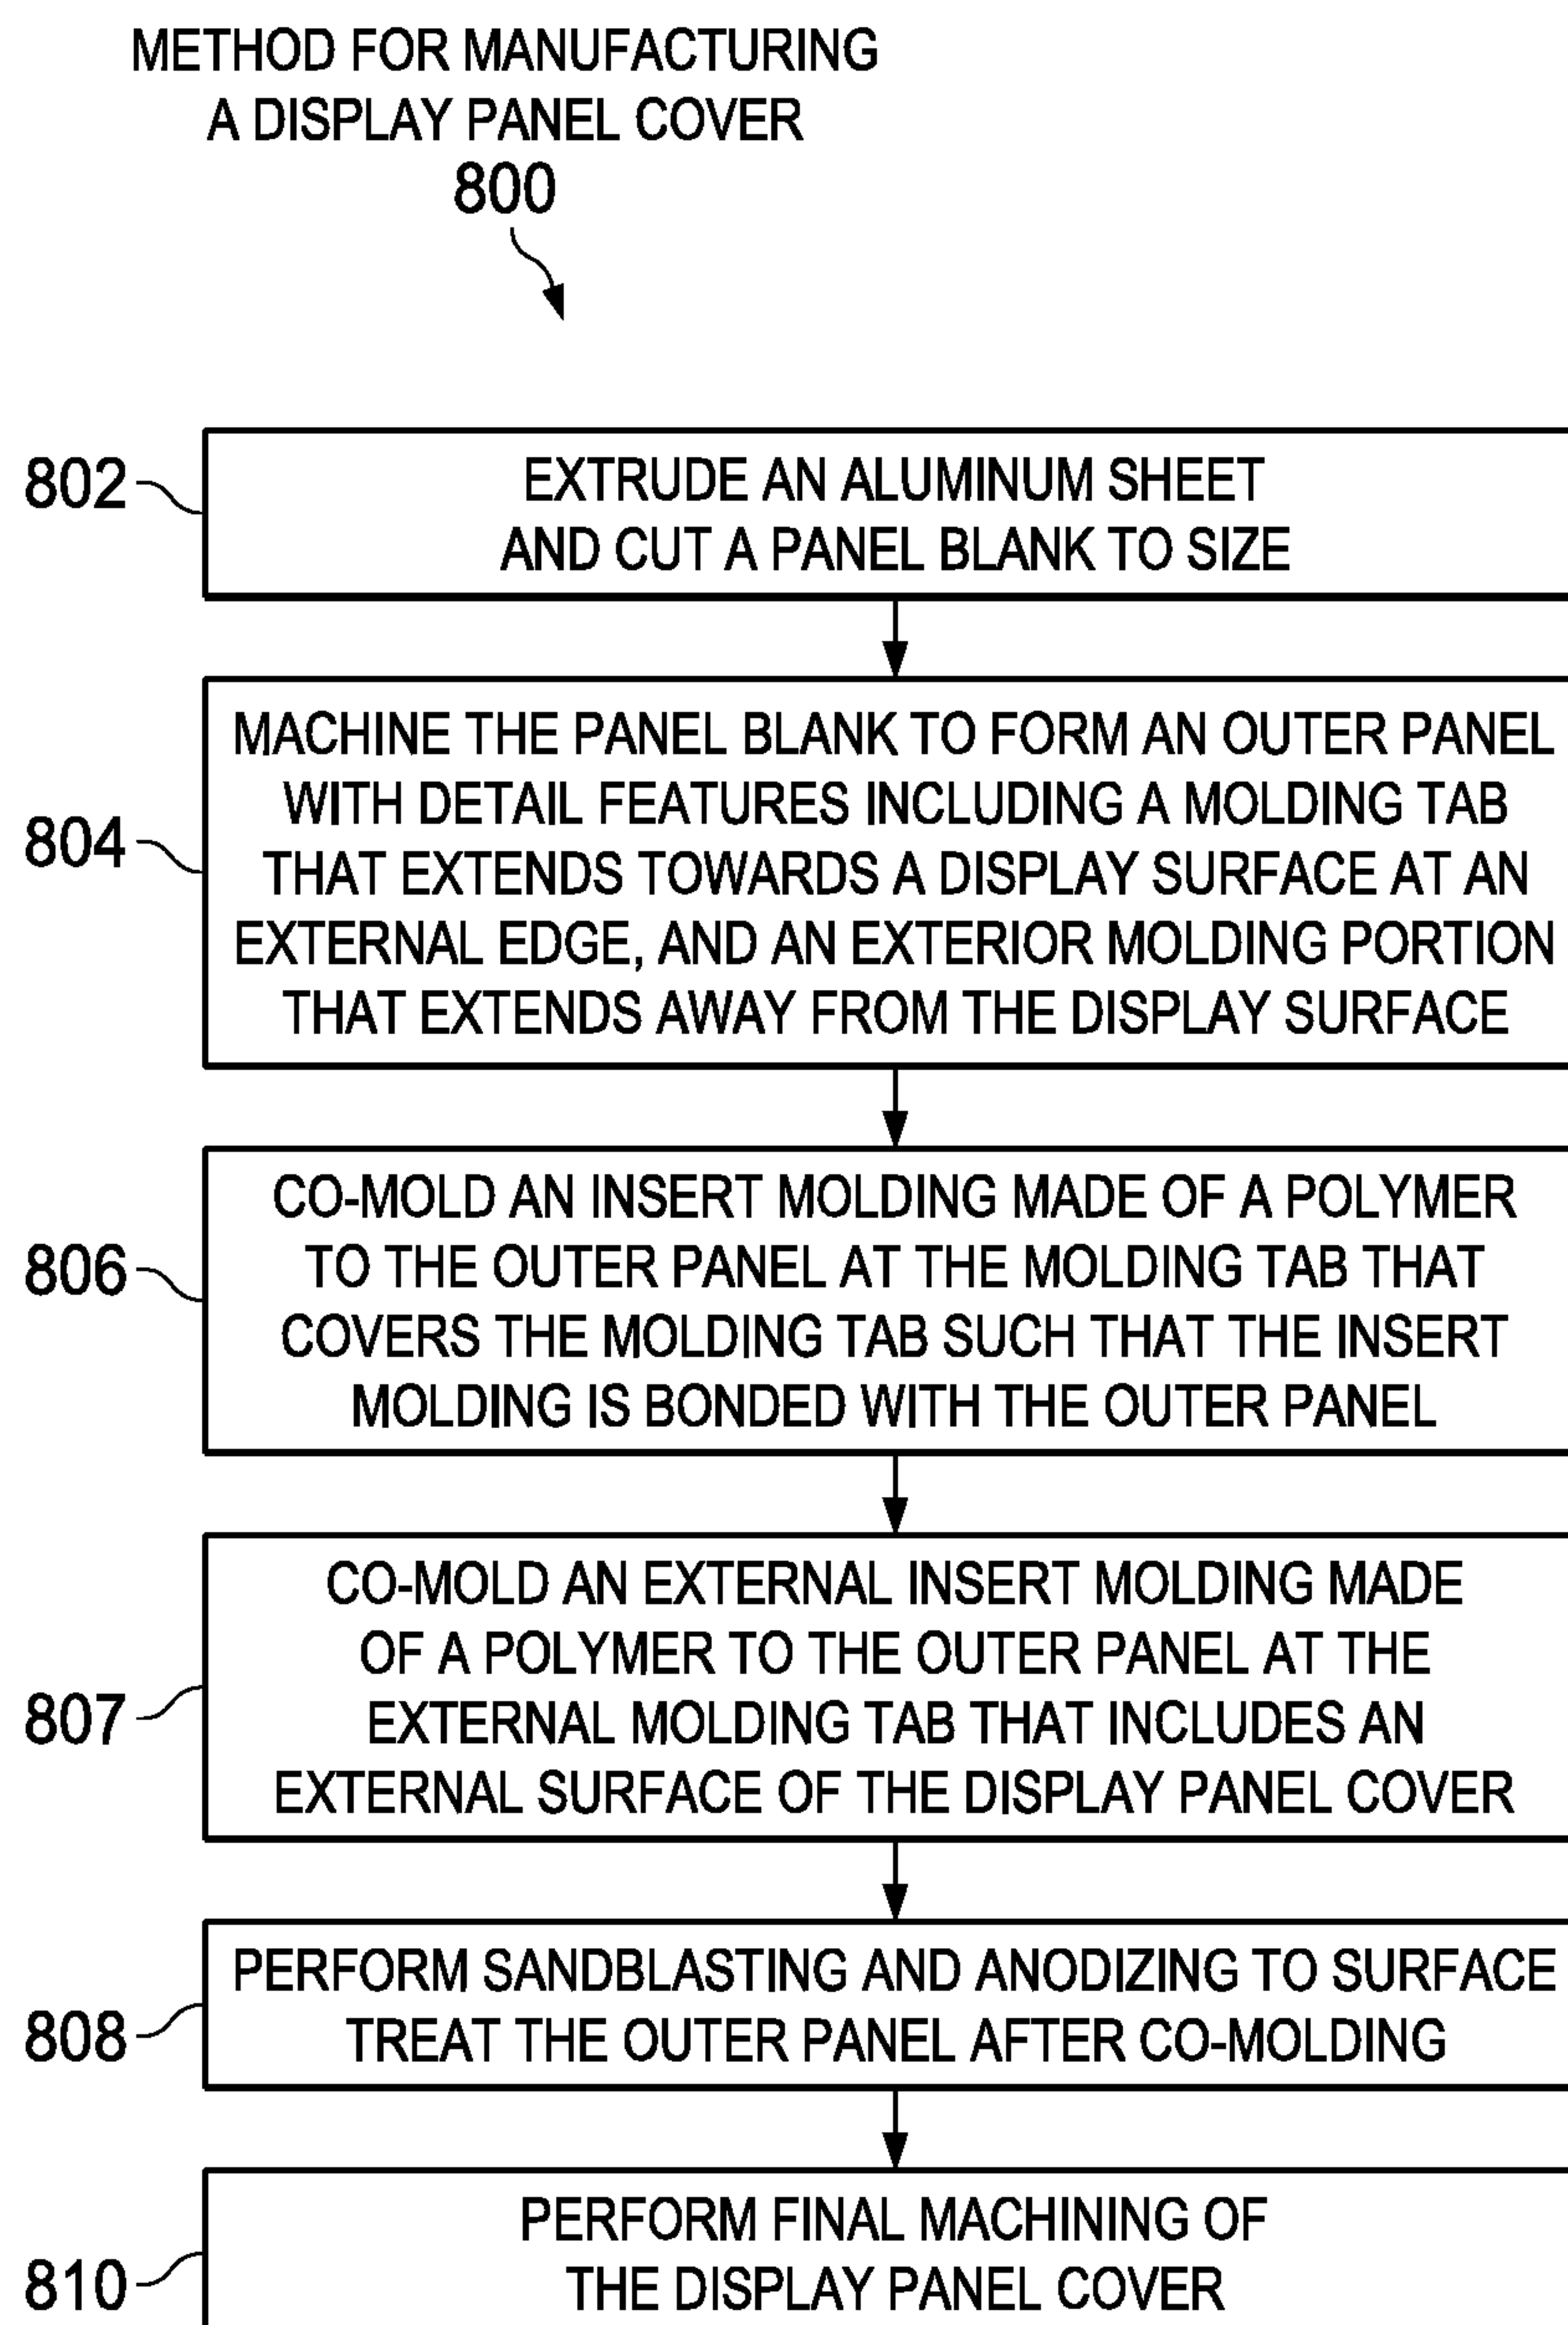 METHOD FOR MANUFACTURING
A DISPLAY PANEL COVER
800
802
EXTRUDE AN ALUMINUM SHEET
AND CUT A PANEL BLANK TO SIZE
804
MACHINE THE PANEL BLANK TO FORM AN OUTER PANEL
WITH DETAIL FEATURES INCLUDING A MOLDING TAB
THAT EXTENDS TOWARDS A DISPLAY SURFACE AT AN
EXTERNAL EDGE, AND AN EXTERIOR MOLDING PORTION
THAT EXTENDS AWAY FROM THE DISPLAY SURFACE
806
CO-MOLD AN INSERT MOLDING MADE OF A POLYMER
TO THE OUTER PANEL AT THE MOLDING TAB THAT
COVERS THE MOLDING TAB SUCH THAT THE INSERT
MOLDING IS BONDED WITH THE OUTER PANEL
807
CO-MOLD AN EXTERNAL INSERT MOLDING MADE
OF A POLYMER TO THE OUTER PANEL AT THE
EXTERNAL MOLDING TAB THAT INCLUDES AN
EXTERNAL SURFACE OF THE DISPLAY PANEL COVER
808
PERFORM SANDBLASTING AND ANODIZING TO SURFACE
TREAT THE OUTER PANEL AFTER CO-MOLDING
810
PERFORM FINAL MACHINING OF
THE DISPLAY PANEL COVER